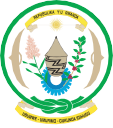 REPUBULIKA Y'U RWANDA
UBUMWE - UMURIMO - GUKUNDA IGIHUGU